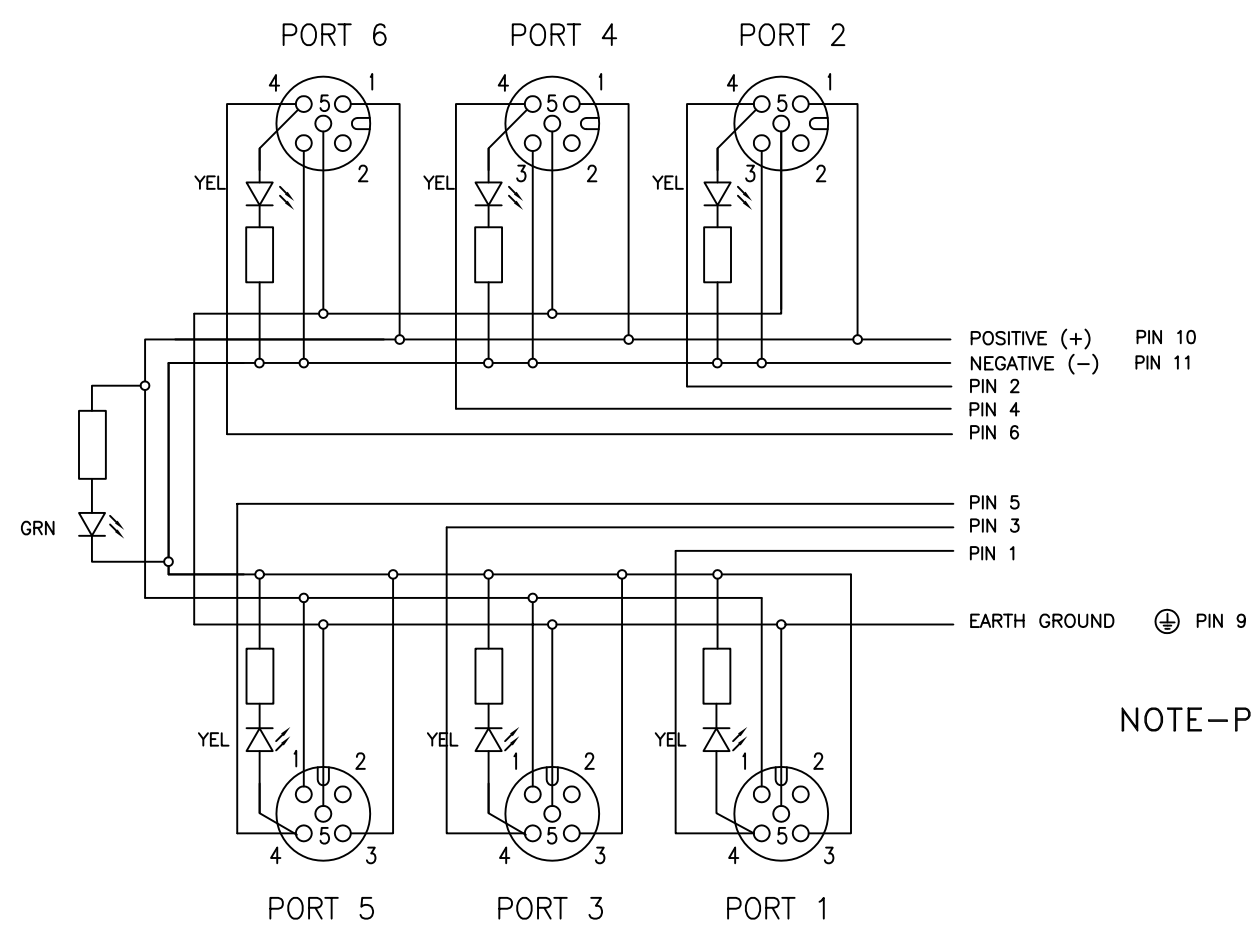 PORT 6 PORT 4 PORT 2
4 1 4 1 4 1
5 5 5
2 3 2 3 2
YEL YEL YEL
POSITIVE (+) PIN 10
NEGATIVE (−) PIN 11
PIN 2
PIN 4
PIN 6
PIN 5
GRN
PIN 3
PIN 1
EARTH GROUND PIN 9
NOTE−P
YEL YEL YEL
1 2 1 2 1 2
5 5 5
4 3 4 3 4 3
PORT 5 PORT 3 PORT 1